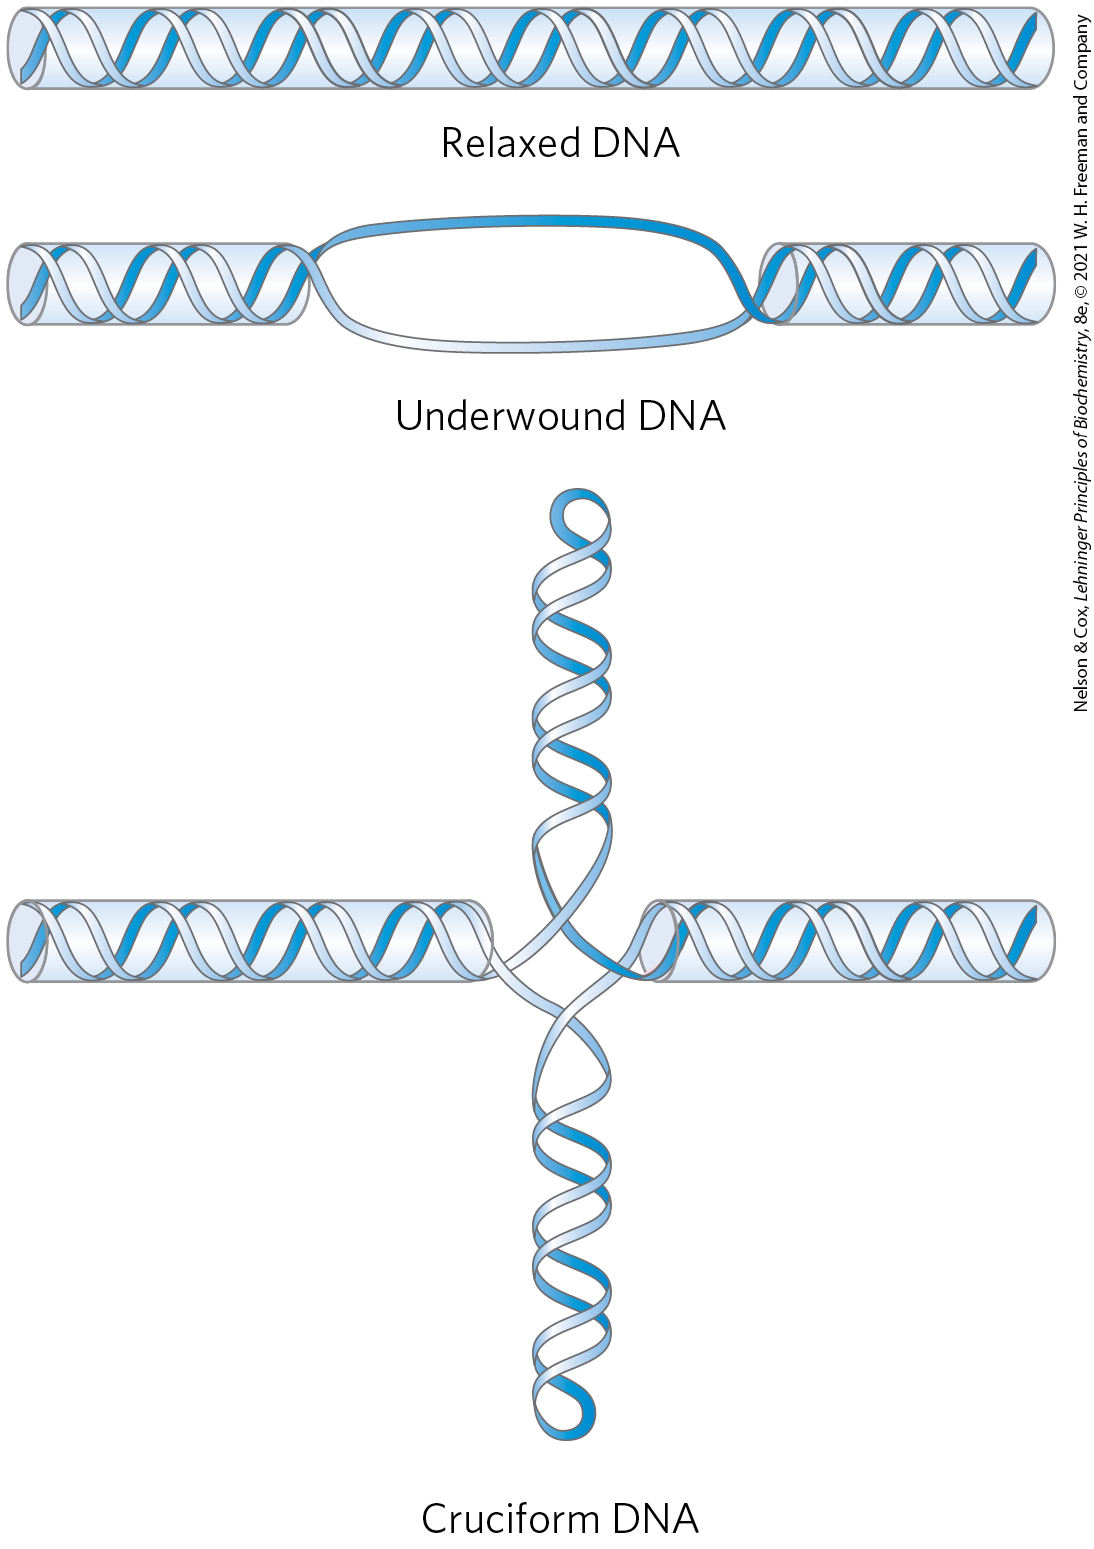 Relaxed DNA
Underwound DNA
Cruciform DNA
Nelson & Cox, Lehninger Principles of Biochemistry, 8e, © 2021 W. H. Freeman and Company